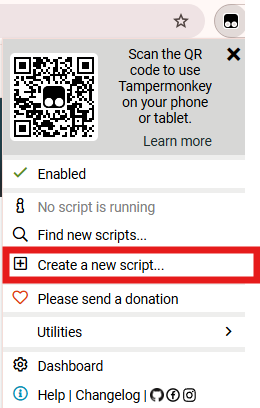 Scan the QR
code to use
Tampermonkey
on your phone
or tablet.
Learn more
Enabled
No script is running
Find new scripts...
Create a new script...
Please send a donation
Utilities
Dashboard
Help | Changelog |